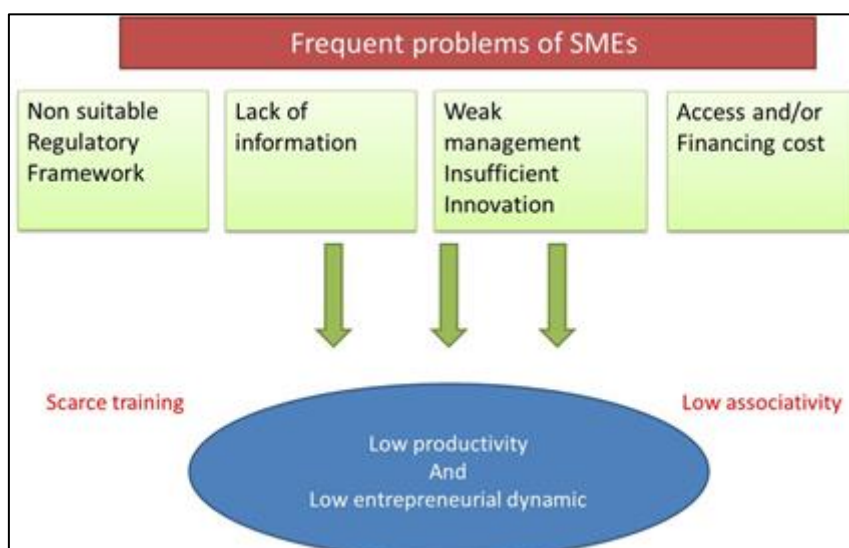 Frequent problems of SMEs
Non suitable
Regulatory
Framework
Lack of
information
Weak
management
Insufficient
Innovation
Access and/or
Financing cost
Scarce training
Low associativity
Low productivity
And
Low entrepreneurial dynamic